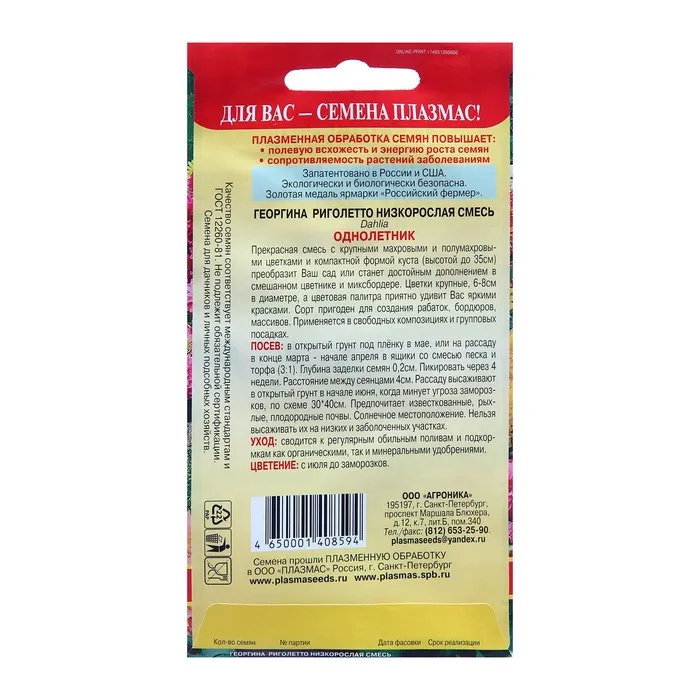 ONLINE-PRINT +74951200600
ДЛЯ ВАС — СЕМЕНА ПЛАЗМАС!
ПЛАЗМЕННАЯ ОБРАБОТКА СЕМЯН ПОВЫШАЕТ:
• полевую всхожесть и энергию роста семян
• сопротивляемость растений заболеваниям
Запатентовано в России и США.
Экологически и биологически безопасна.
Золотая медаль ярмарки "Российский фермер".
ГЕОРГИНА РИГОЛЕТТО НИЗКОРОСЛАЯ СМЕСЬ
Dahlia
ОДНОЛЕТНИК
Прекрасная смесь с крупными махровыми и полумахровы-
ми цветками и компактной формой куста (высотой до 35см)
преобразит Ваш сад или станет достойным дополнением в
смешанном цветнике и миксбордере. Цветки крупные, 6-8см
в диаметре, а цветовая палитра приятно удивит Вас яркими
красками. Сорт пригоден для создания рабаток, бордюров,
массивов. Применяется в свободных композициях и групповых
посадках.
ПОСЕВ: в открытый грунт под плёнку в мае, или на рассаду
в конце марта - начале апреля в ящики со смесью песка и
торфа (3:1). Глубина заделки семян 0,2см. Пикировать через 4
недели. Расстояние между сеянцами 4см. Рассаду высаживают
в открытый грунт в начале июня, когда минует угроза замороз-
ков, по схеме 30*40см. Предпочитает известкованные, рых-
лые, плодородные почвы. Солнечное местоположение. Нельзя
высаживать их на низких и заболоченных участках.
УХОД: сводится к регулярным обильным поливам и подкор-
мкам как органическими, так и минеральными удобрениями.
ЦВЕТЕНИЕ: с июля до заморозков.
Качество семян соответствует международным стандартам и
ГОСТ 12260-81. Не подлежит обязательной сертификации.
Семена для дачников и личных подсобных хозяйств.
22
PAP
4 650001 408594
ООО "АГРОНИКА"
195197, г. Санкт-Петербург,
проспект Маршала Блюхера,
д.12, к.7, лит.Б, пом.340
Тел./факс: (812) 653-25-90.
plasmaseeds@yandex.ru
Семена прошли ПЛАЗМЕННУЮ ОБРАБОТКУ
в ООО "ПЛАЗМАС" Россия, г. Санкт-Петербург
www.plasmaseeds.ru • www.plasmas.spb.ru
Кол-во семян № партии Дата фасовки Срок реализации
ГЕОРГИНА РИГОЛЕТТО НИЗКОРОСЛАЯ СМЕСЬ